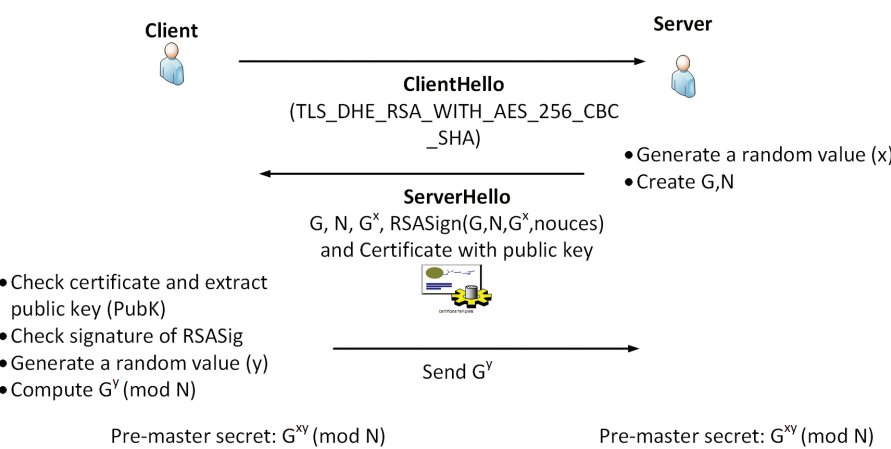 Client
Server
ClientHello
(TLS_DHE_RSA_WITH_AES_256_CBC
_SHA)
• Generate a random value (x)
• Create G,N
ServerHello
G, N, Gˣ, RSASign(G,N,Gˣ,nouces)
and Certificate with public key
• Check certificate and extract
public key (PubK)
• Check signature of RSASig
• Generate a random value (y)
• Compute Gʸ (mod N)
Certificate Template
Send Gʸ
Pre-master secret: Gˣʸ (mod N)
Pre-master secret: Gˣʸ (mod N)